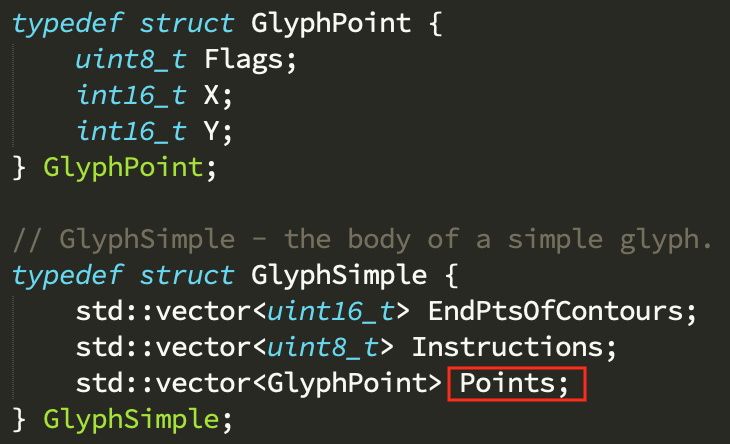 typedef struct GlyphPoint {
uint8_t Flags;
int16_t X;
int16_t Y;
} GlyphPoint;
// GlyphSimple - the body of a simple glyph.
typedef struct GlyphSimple {
std::vector<uint16_t> EndPtsOfContours;
std::vector<uint8_t> Instructions;
std::vector<GlyphPoint> Points;
} GlyphSimple;